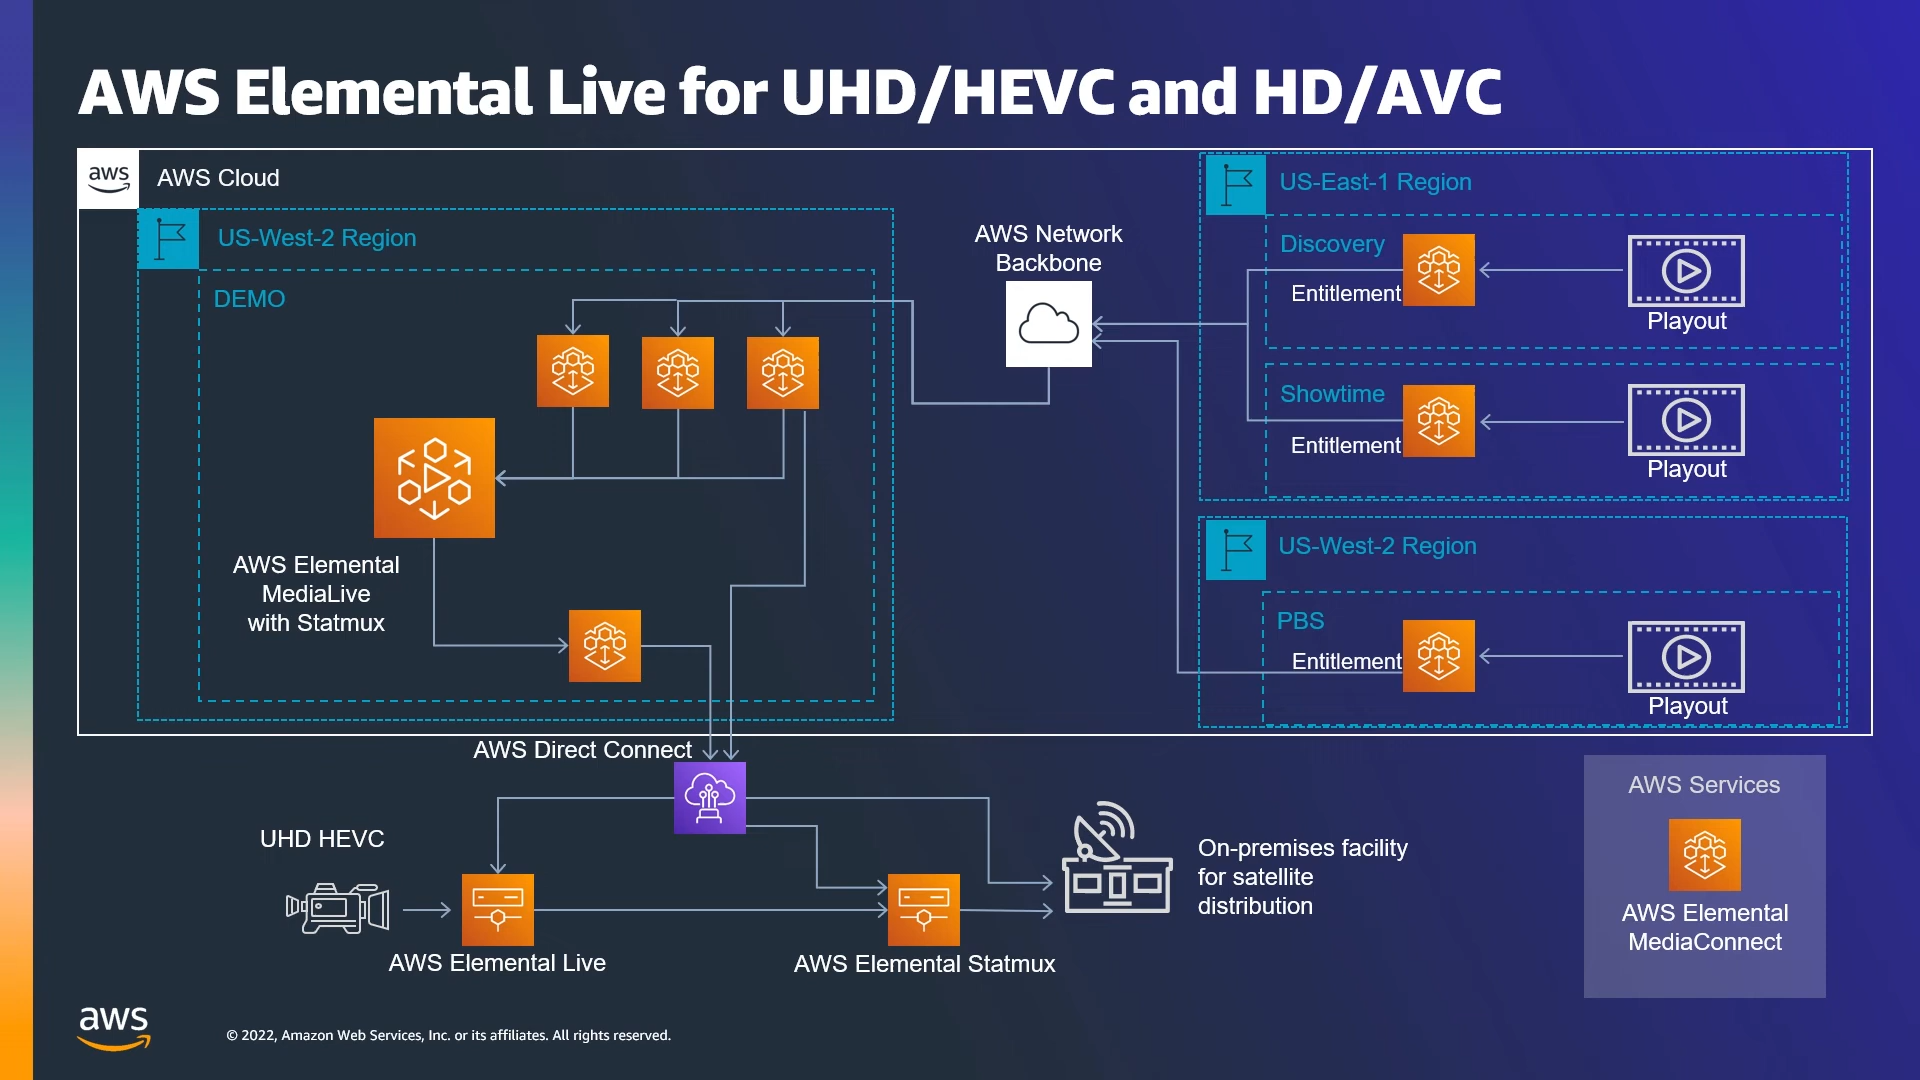 AWS Elemental Live for UHD/HEVC and HD/AVC
aws
AWS Cloud
US-West-2 Region
DEMO
AWS Elemental
MediaLive
with Statmux
AWS Network
Backbone
US-East-1 Region
Discovery
Entitlement
Playout
Showtime
Entitlement
Playout
US-West-2 Region
PBS
Entitlement
Playout
AWS Direct Connect
UHD HEVC
AWS Elemental Live
AWS Elemental Statmux
On-premises facility
for satellite
distribution
AWS Services
AWS Elemental
MediaConnect
aws
© 2022, Amazon Web Services, Inc. or its affiliates. All rights reserved.